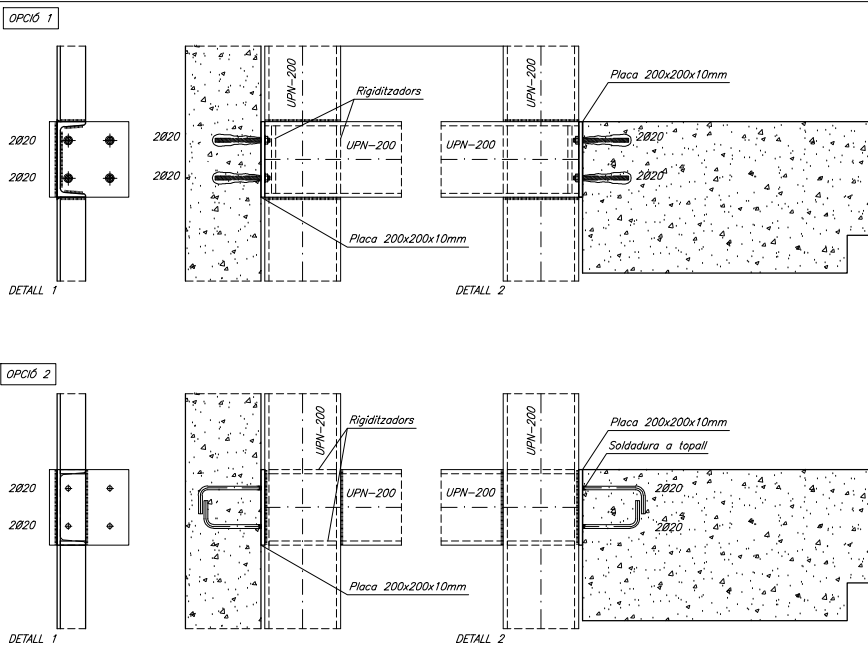 OPCIÓ 1
UPN-200
Rigiditzadors
UPN-200
Placa 200x200x10mm
2Ø20
2Ø20
UPN-200
UPN-200
2Ø20
2Ø20
2Ø20
2Ø20
Placa 200x200x10mm
DETALL 1
DETALL 2
OPCIÓ 2
UPN-200
Rigiditzadors
UPN-200
Placa 200x200x10mm
Soldadura a topall
2Ø20
UPN-200
UPN-200
2Ø20
2Ø20
2Ø20
Placa 200x200x10mm
DETALL 1
DETALL 2